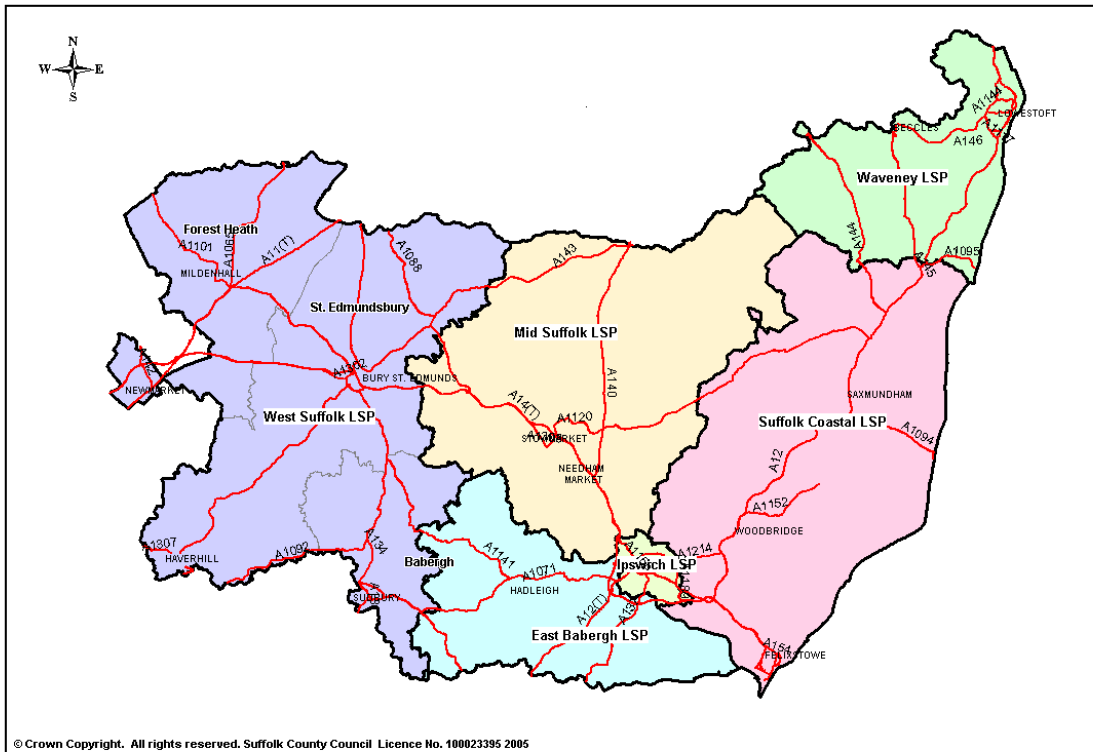 N
W E
S
A1144
LOWESTOFT
BECCLES
A146
Waveney LSP
Forest Heath
A1101
A1065
A11(T)
MILDENHALL
A1088
A143
A144
A145
A1095
St. Edmundsbury
Mid Suffolk LSP
A1302
BURY ST. EDMUNDS
NEWMARKET
A140
SAXMUNDHAM
West Suffolk LSP
A14(T)
A1120
STOWMARKET
Suffolk Coastal LSP
A1094
NEEDHAM
MARKET
A12
A1152
WOODBRIDGE
A1307
HAVERHILL
A1092
A134
Babergh
A1141
A1071
HADLEIGH
A1214
Ipswich LSP
SUDBURY
A12(T)
East Babergh LSP
A154
FELIXSTOWE
© Crown Copyright. All rights reserved. Suffolk County Council Licence No. 100023395 2005